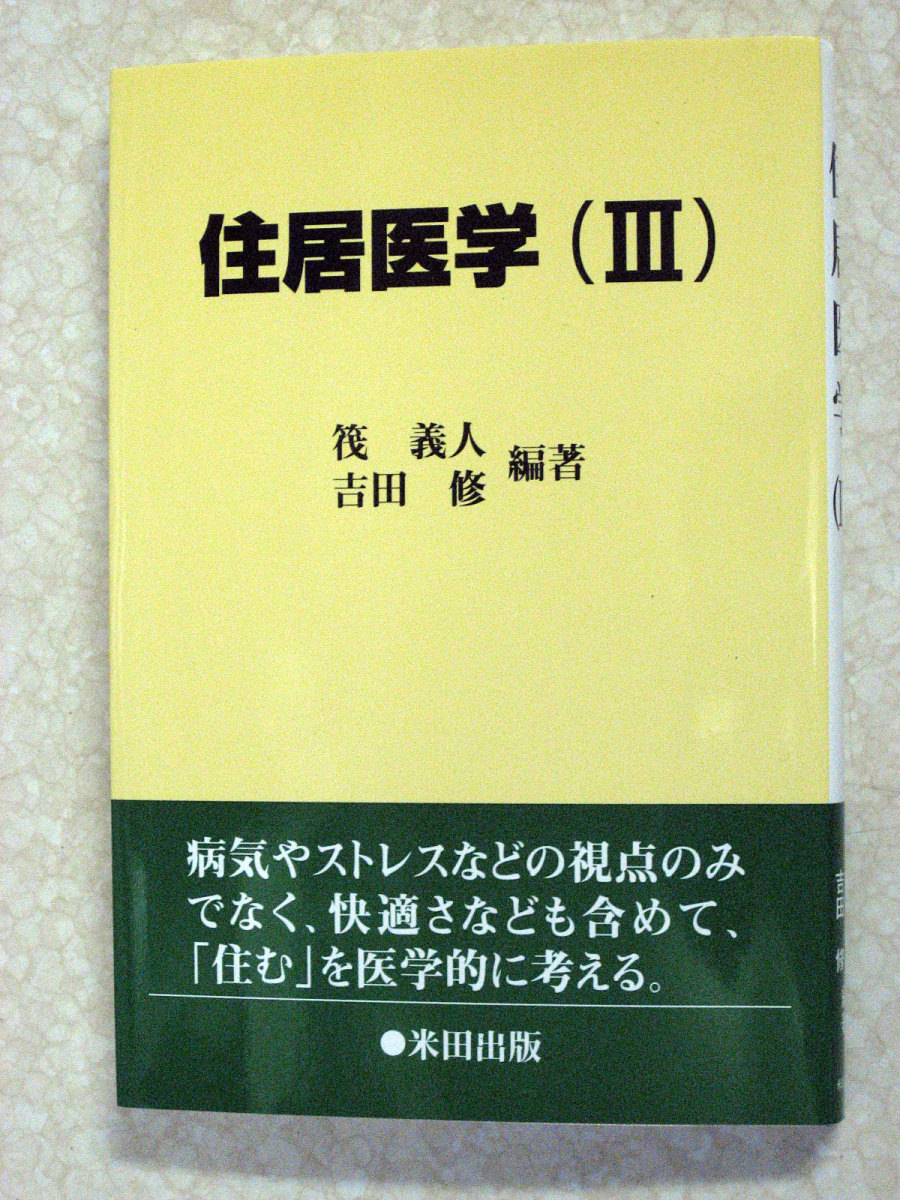 住居医学（Ⅲ）
筏　義人
吉田　修
編著
病気やストレスなどの視点のみ
でなく、快適さなども含めて、
「住む」を医学的に考える。
●米田出版